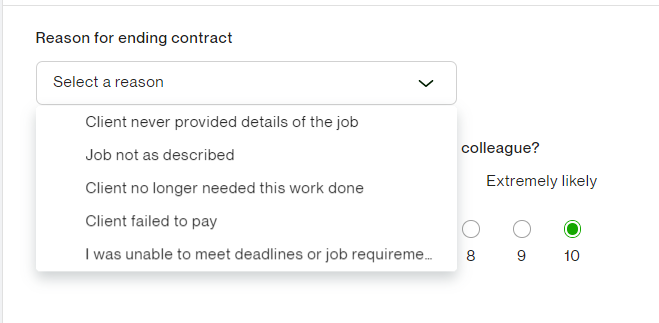 Reason for ending contract
Select a reason
Client never provided details of the job
Job not as described
colleague?
Extremely likely
Client no longer needed this work done
Client failed to pay
I was unable to meet deadlines or job requireme...
8 9 10